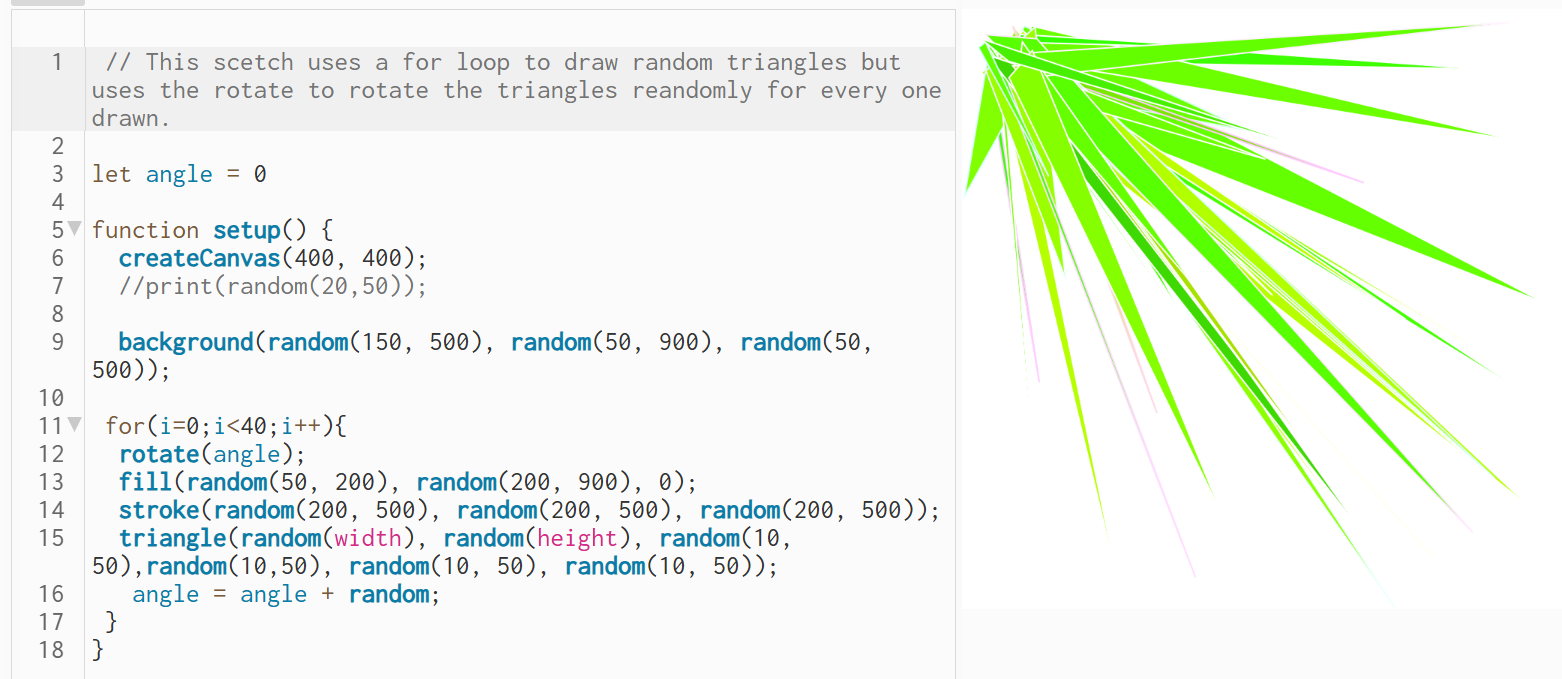 1 // This scetch uses a for loop to draw random triangles but
uses the rotate to rotate the triangles reandomly for every one
drawn.
2
3 let angle = 0
4
5 function setup() {
6 createCanvas(400, 400);
7 //print(random(20,50));
8
9 background(random(150, 500), random(50, 900), random(50,
500));
10
11 for(i=0;i<40;i++){
12 rotate(angle);
13 fill(random(50, 200), random(200, 900), 0);
14 stroke(random(200, 500), random(200, 500), random(200, 500));
15 triangle(random(width), random(height), random(10,
50),random(10,50), random(10, 50), random(10, 50));
16 angle = angle + random;
17 }
18 }